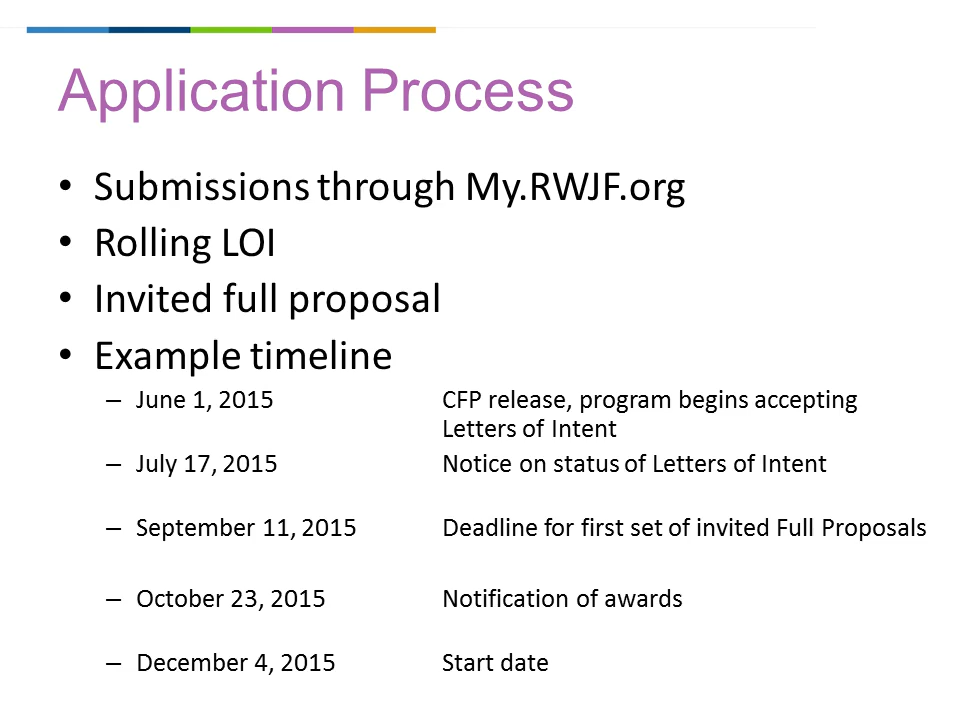 Application Process
• Submissions through My.RWJF.org
• Rolling LOI
• Invited full proposal
• Example timeline
– June 1, 2015 CFP release, program begins accepting
Letters of Intent
– July 17, 2015 Notice on status of Letters of Intent
– September 11, 2015 Deadline for first set of invited Full Proposals
– October 23, 2015 Notification of awards
– December 4, 2015 Start date